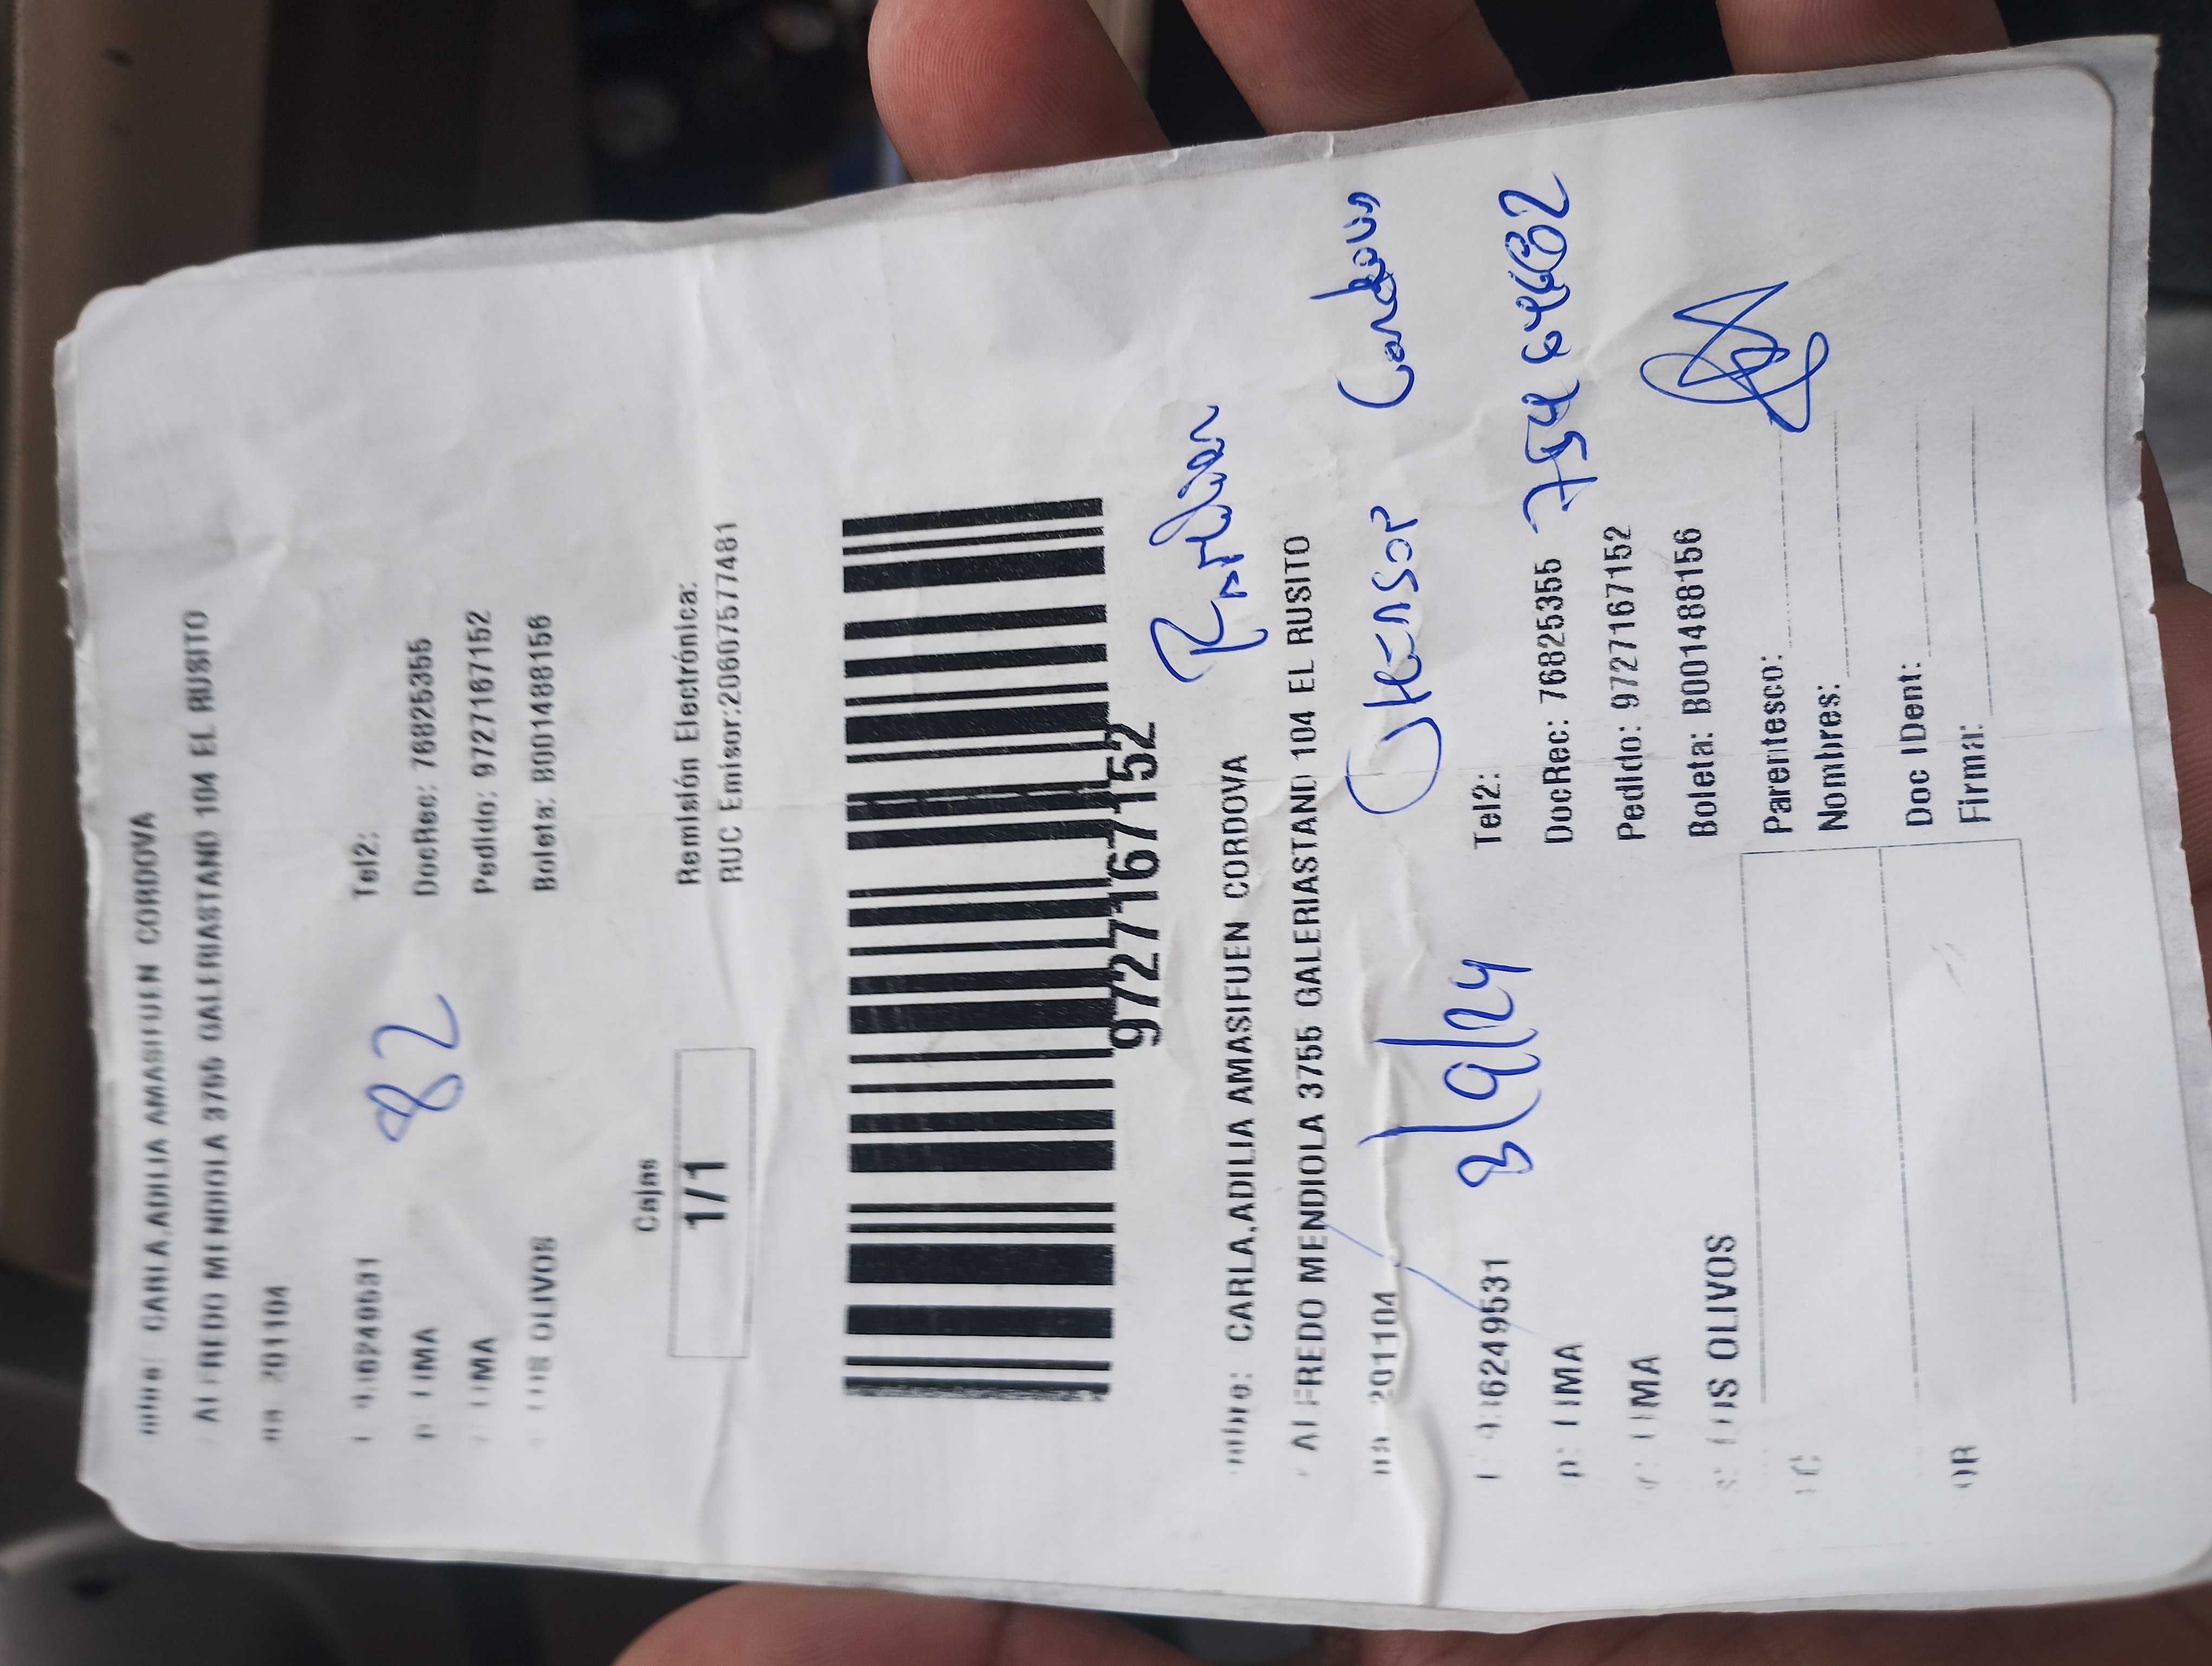 CARLA,ADILIA AMASIFUEN CORDOVA
ALFREDO MENDIOLA 3755 GALERIASTAND 104 EL RUSITO
201104
Tel2:
82
DocRec: 76825355
LIMA
Pedido: 9727167152
LIMA
Boleta: B001488156
LOS OLIVOS
Cajas
1/1
Remisión Electrónica:
RUC Emisor:20607577481
9727167152
CARLA,ADILIA AMASIFUEN CORDOVA
ALFREDO MENDIOLA 3755 GALERIASTAND 104 EL RUSITO
201104
36249531
3/9/24
Tel2:
LIMA
DocRec: 76825355
LIMA
Pedido: 9727167152
LOS OLIVOS
Boleta: B001488156
Parentesco:
Nombres:
Doc IDent:
Firma: